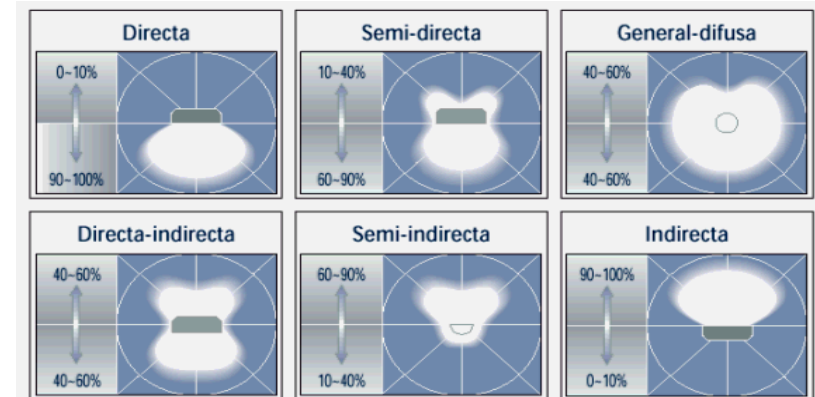 Directa
Semi-directa
General-difusa
0~10%
10~40%
40~60%
90~100%
60~90%
40~60%
Directa-indirecta
Semi-indirecta
Indirecta
40~60%
60~90%
90~100%
40~60%
10~40%
0~10%